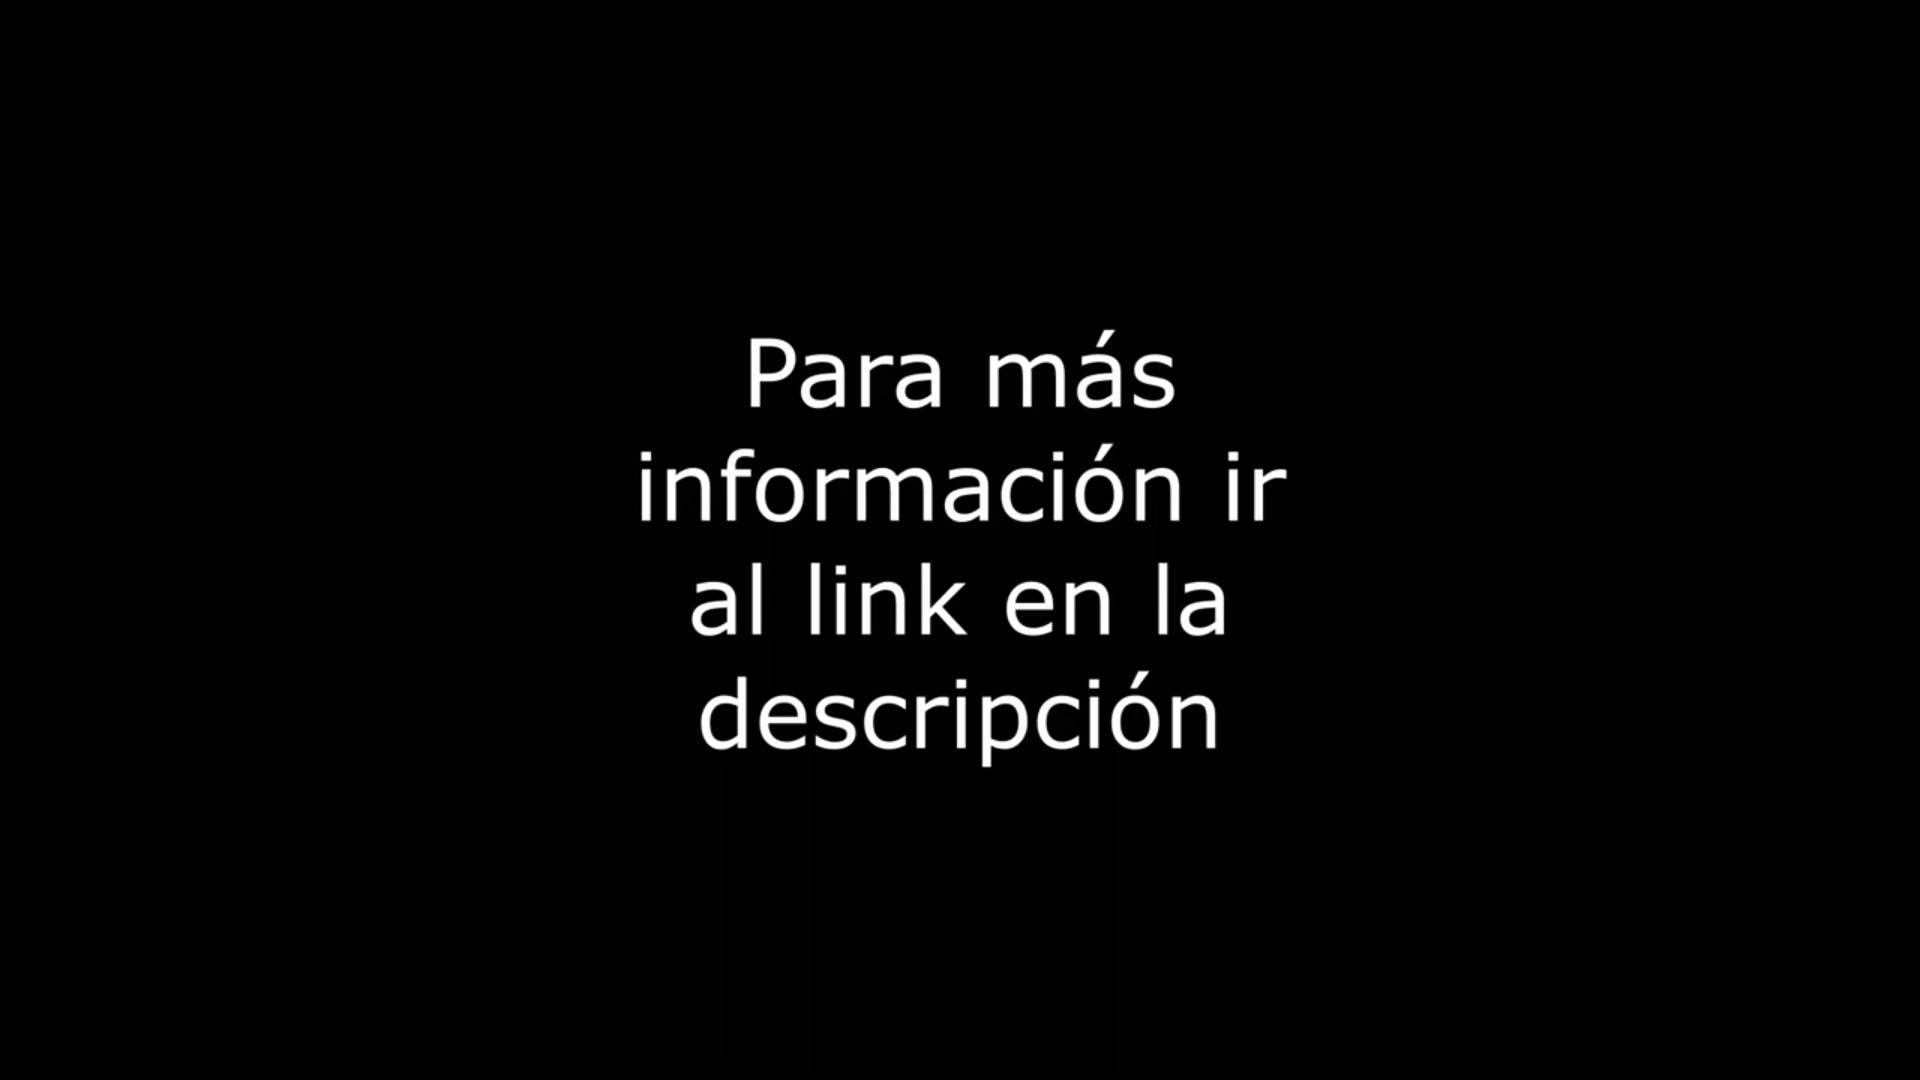 Para más
información ir
al link en la
descripción